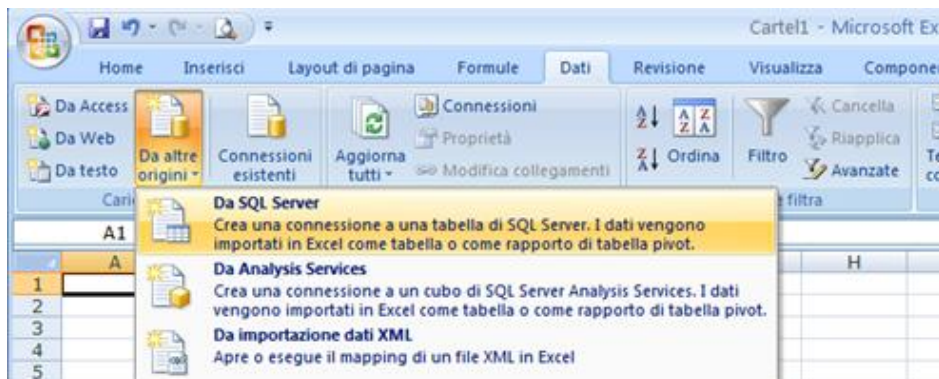 Cartel1 - Microsoft Ex
Home Inserisci Layout di pagina Formule Dati Revisione Visualizza Compone
Da Access
Da Web
Da testo
Da altre origini
Connessioni esistenti
Aggiorna tutti
Connessioni
Proprietà
Modifica collegamenti
Ordina
Filtro
Cancella
Riapplica
Avanzate
Te
co
Cari
e filtra
A1
Da SQL Server
Crea una connessione a una tabella di SQL Server. I dati vengono
importati in Excel come tabella o come rapporto di tabella pivot.
Da Analysis Services
Crea una connessione a un cubo di SQL Server Analysis Services. I dati
vengono importati in Excel come tabella o come rapporto di tabella pivot.
Da importazione dati XML
Apre o esegue il mapping di un file XML in Excel
A H
1
2
3
4
5